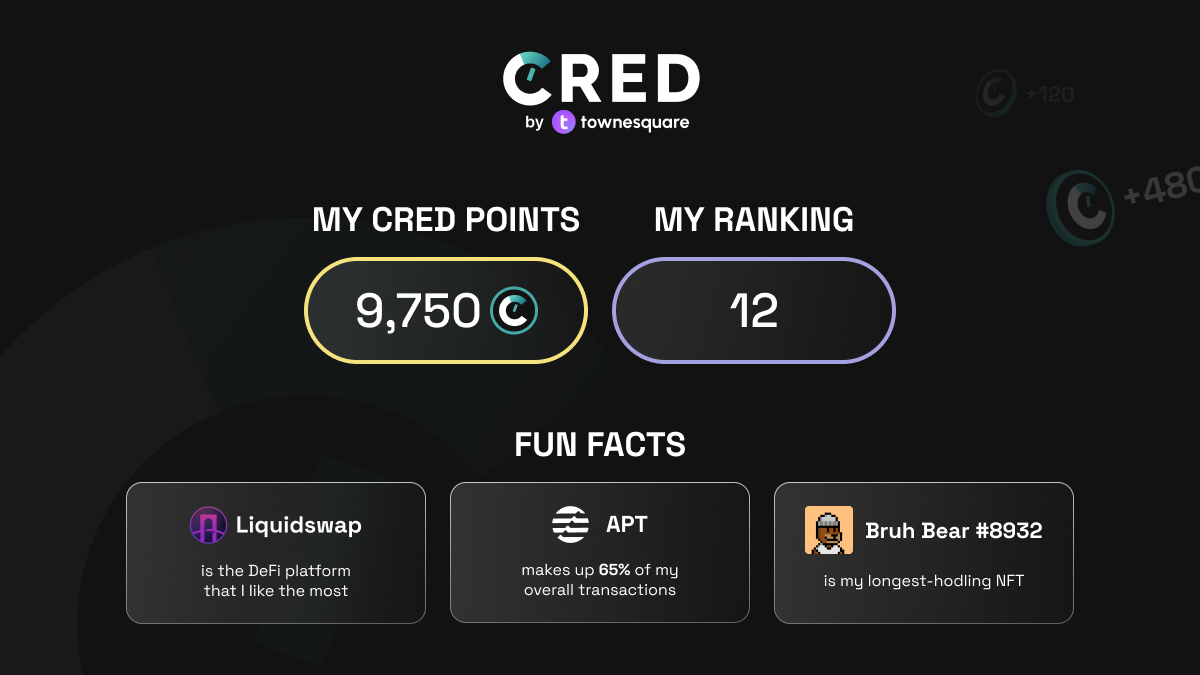 CRED
by townesquare
+120
+480
MY CRED POINTS
MY RANKING
9,750
12
FUN FACTS
Liquidswap
is the DeFi platform
that I like the most
APT
makes up 65% of my
overall transactions
Bruh Bear #8932
is my longest-hodling NFT